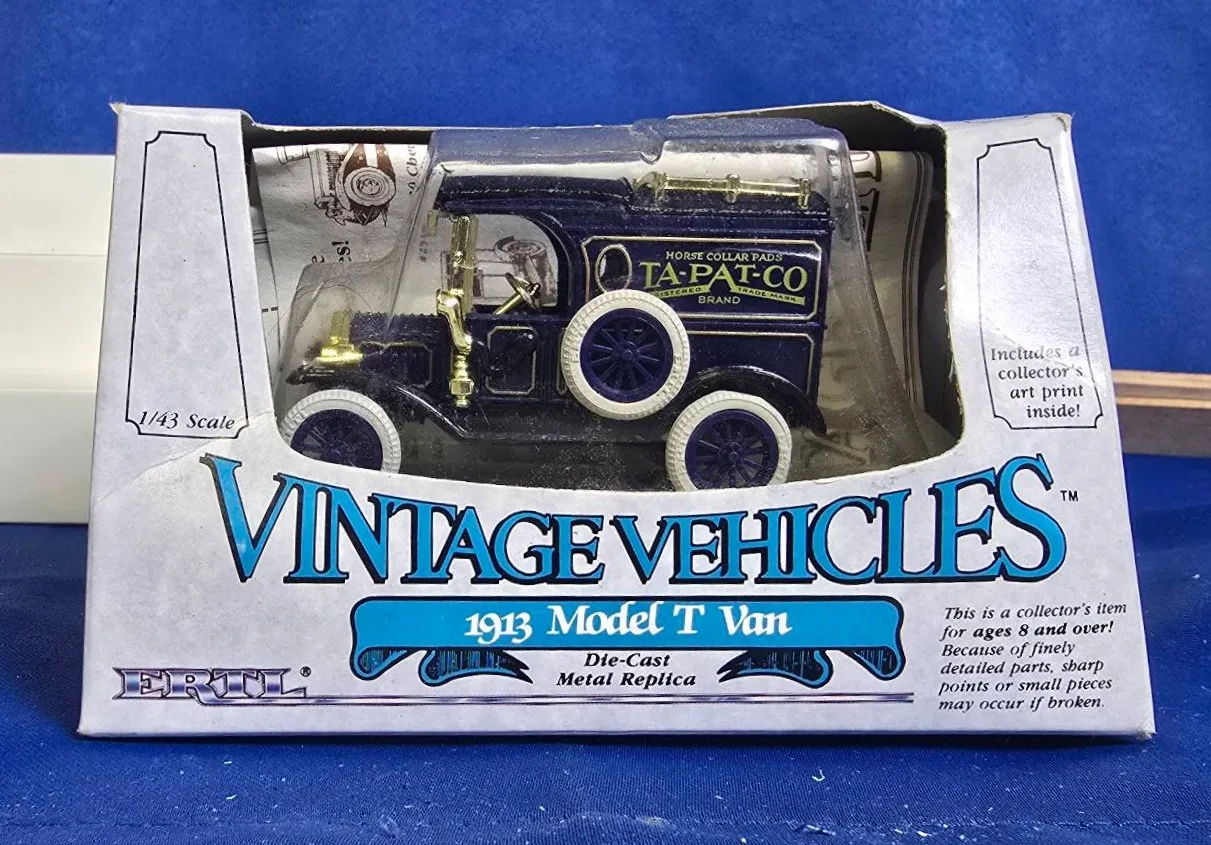 HORSE COLLAR PADS
TA-PAT-CO
TRADE MARK
BRAND
1/43 Scale
Includes a
collector's
art print
inside!
VINTAGE VEHICLES™
1913 Model T Van
Die-Cast
Metal Replica
ERTL®
This is a collector's item
for ages 8 and over!
Because of finely
detailed parts, sharp
points or small pieces
may occur if broken.